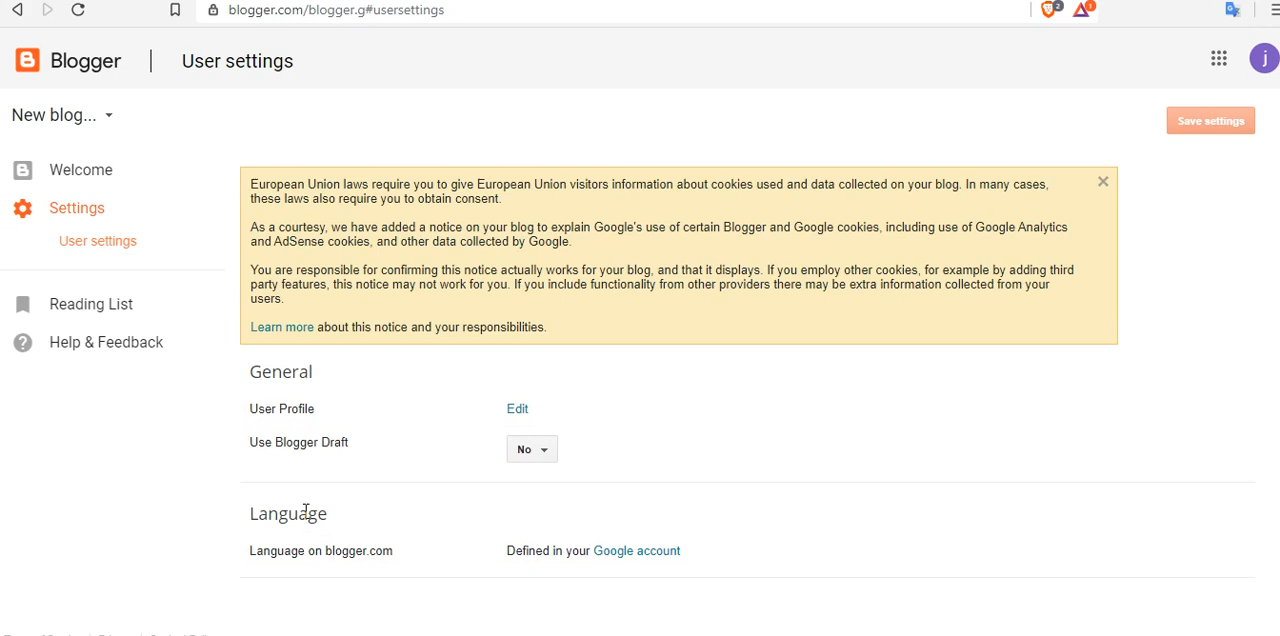 blogger.com/blogger.g#usersettings
2
1
Blogger
User settings
j
New blog...
Save settings
Welcome
Settings
User settings
Reading List
Help & Feedback
European Union laws require you to give European Union visitors information about cookies used and data collected on your blog. In many cases,
these laws also require you to obtain consent.
As a courtesy, we have added a notice on your blog to explain Google's use of certain Blogger and Google cookies, including use of Google Analytics
and AdSense cookies, and other data collected by Google.
You are responsible for confirming this notice actually works for your blog, and that it displays. If you employ other cookies, for example by adding third
party features, this notice may not work for you. If you include functionality from other providers there may be extra information collected from your
users.
Learn more about this notice and your responsibilities.
General
User Profile Edit
Use Blogger Draft No
Language
Language on blogger.com Defined in your Google account